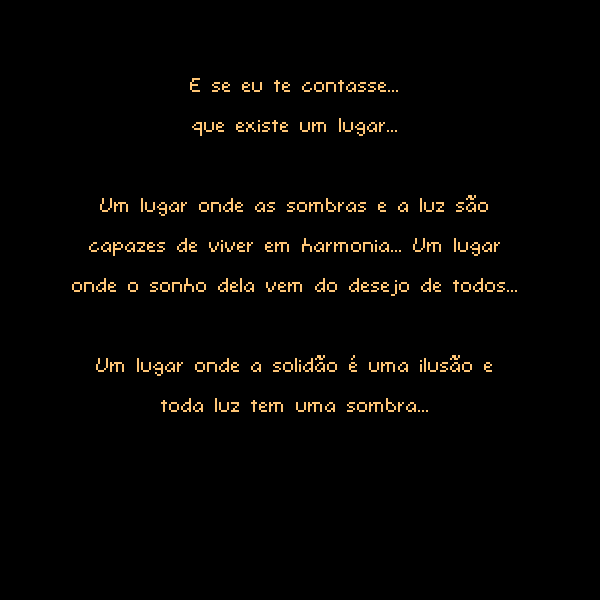 E se eu te contasse...
que existe um lugar...
Um lugar onde as sombras e a luz são
capazes de viver em harmonia... Um lugar
onde o sonho dela vem do desejo de todos...
Um lugar onde a solidão é uma ilusão e
toda luz tem uma sombra...